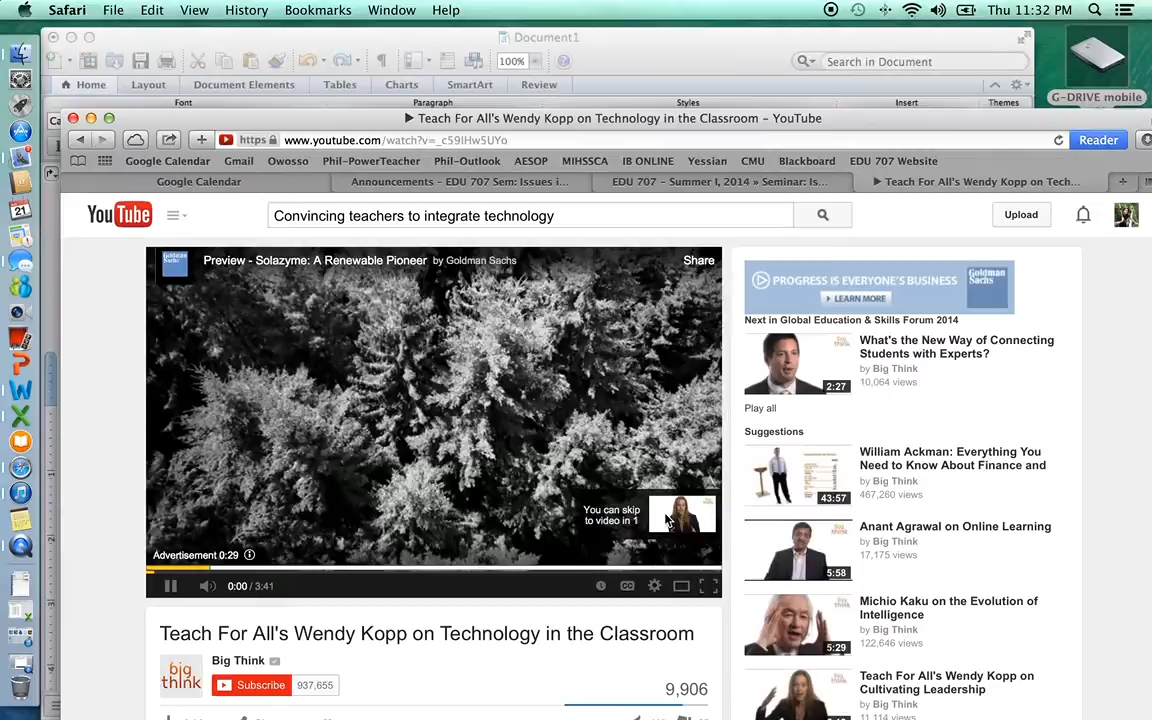 Safari File Edit View History Bookmarks Window Help Thu 11:32 PM
Document1
100% Search in Document
Home Layout Document Elements Tables Charts SmartArt Review
Font Paragraph Styles Insert Themes
G-DRIVE mobile
Ca
▶ Teach For All's Wendy Kopp on Technology in the Classroom – YouTube
https www.youtube.com/watch?v=_c59lHw5UYo Reader
Google Calendar Gmail Owosso Phil-PowerTeacher Phil-Outlook AESOP MIHSSCA IB ONLINE Yessian CMU Blackboard EDU 707 Website
Google Calendar Announcements – EDU 707 Sem: Issues i... EDU 707 – Summer I, 2014 » Seminar: Is... ▶ Teach For All's Wendy Kopp on Tech...
YouTube Convincing teachers to integrate technology Upload
Goldman Sachs
Preview - Solazyme: A Renewable Pioneer by Goldman Sachs Share
You can skip
to video in 1
Advertisement 0:29
0:00 / 3:41
CC
Teach For All's Wendy Kopp on Technology in the Classroom
big think
Big Think
Subscribe 937,655
9,906
PROGRESS IS EVERYONE'S BUSINESS
LEARN MORE
Goldman Sachs
Next in Global Education & Skills Forum 2014
What's the New Way of Connecting
Students with Experts?
by Big Think
10,064 views
2:27
Play all
Suggestions
William Ackman: Everything You
Need to Know About Finance and
by Big Think
467,260 views
43:57
Anant Agrawal on Online Learning
by Big Think
17,175 views
5:58
Michio Kaku on the Evolution of
Intelligence
by Big Think
122,646 views
5:29
Teach For All's Wendy Kopp on
Cultivating Leadership
by Big Think
11,114 views